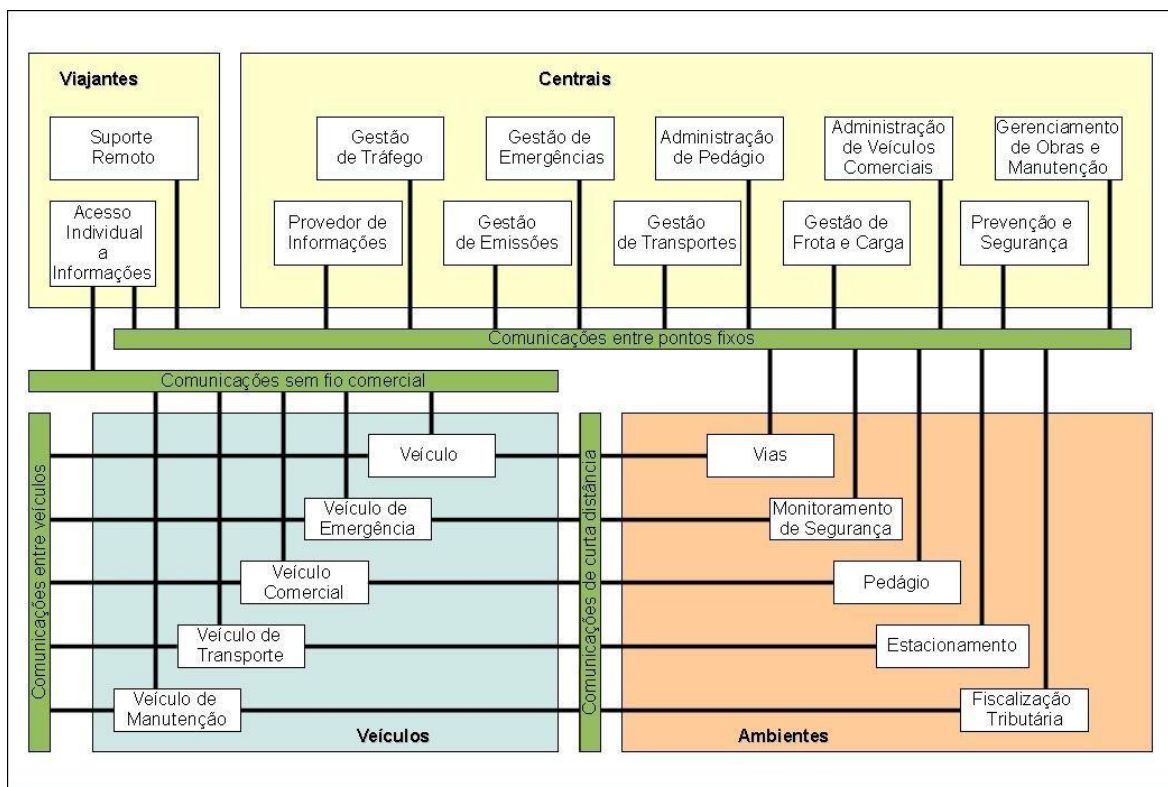 Viajantes
Centrais
Suporte
Remoto
Gestão
de Tráfego
Gestão de
Emergências
Administração
de Pedágio
Administração
de Veículos
Comerciais
Gerenciamento
de Obras e
Manutenção
Acesso
Individual
a
Informações
Provedor de
Informações
Gestão
de Emissões
Gestão
de Transportes
Gestão de
Frota e Carga
Prevenção e
Segurança
Comunicações entre pontos fixos
Comunicações sem fio comercial
Comunicações entre veículos
Comunicações de curta distância
Veículo
Vias
Veículo de
Emergência
Monitoramento
de Segurança
Veículo
Comercial
Pedágio
Veículo de
Transporte
Estacionamento
Veículo de
Manutenção
Fiscalização
Tributária
Veículos
Ambientes